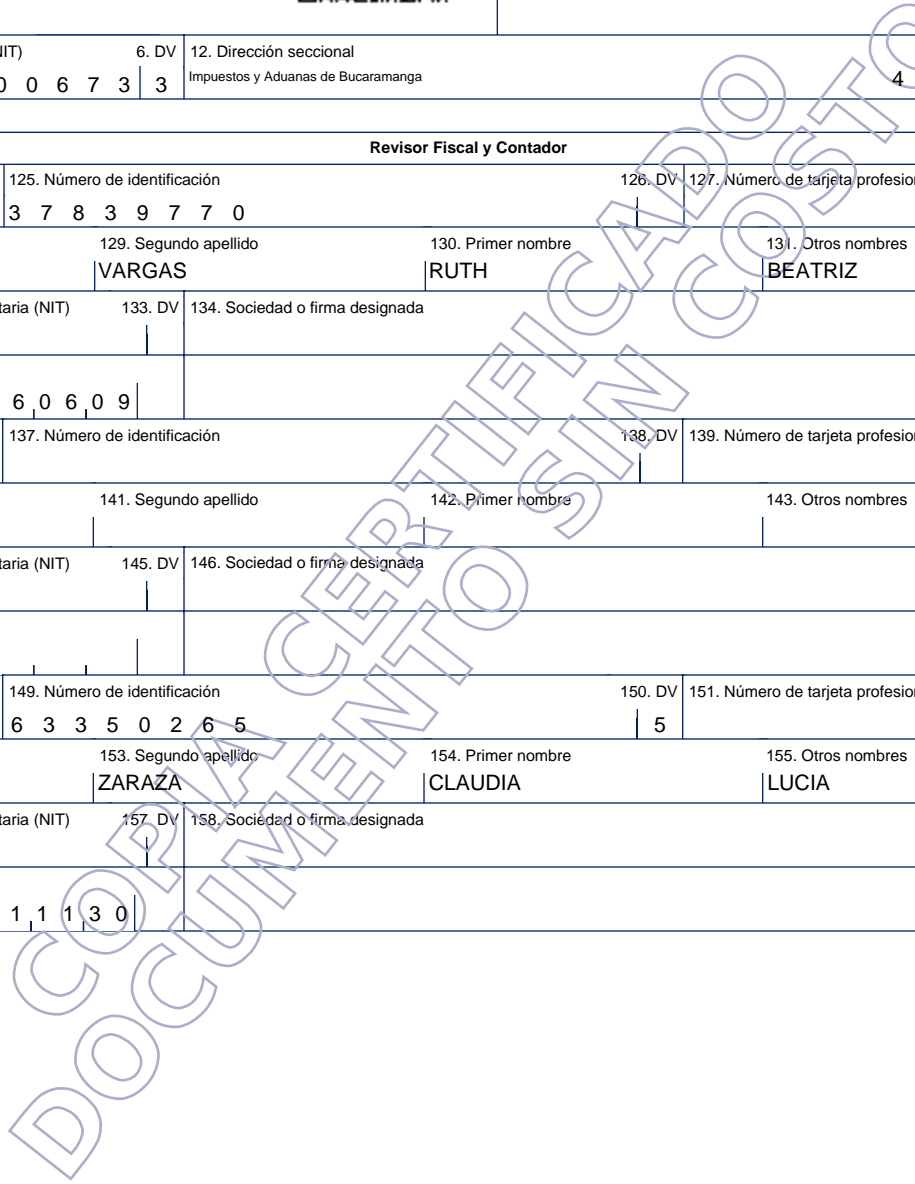 IT) 6. DV 12. Dirección seccional
0 0 6 7 3 3 Impuestos y Aduanas de Bucaramanga 4
Revisor Fiscal y Contador
125. Número de identificación 126. DV 127. Número de tarjeta profesion
3 7 8 3 9 7 7 0
129. Segundo apellido 130. Primer nombre 131. Otros nombres
VARGAS RUTH BEATRIZ
taria (NIT) 133. DV 134. Sociedad o firma designada
6 0 6 0 9
137. Número de identificación 138. DV 139. Número de tarjeta profesion
141. Segundo apellido 142. Primer nombre 143. Otros nombres
taria (NIT) 145. DV 146. Sociedad o firma designada
149. Número de identificación 150. DV 151. Número de tarjeta profesion
6 3 3 5 0 2 6 5 5
153. Segundo apellido 154. Primer nombre 155. Otros nombres
ZARAZA CLAUDIA LUCIA
taria (NIT) 157. DV 158. Sociedad o firma designada
1 1 1 3 0
COPIA CERTIFICADO
DOCUMENTO SIN COSTO